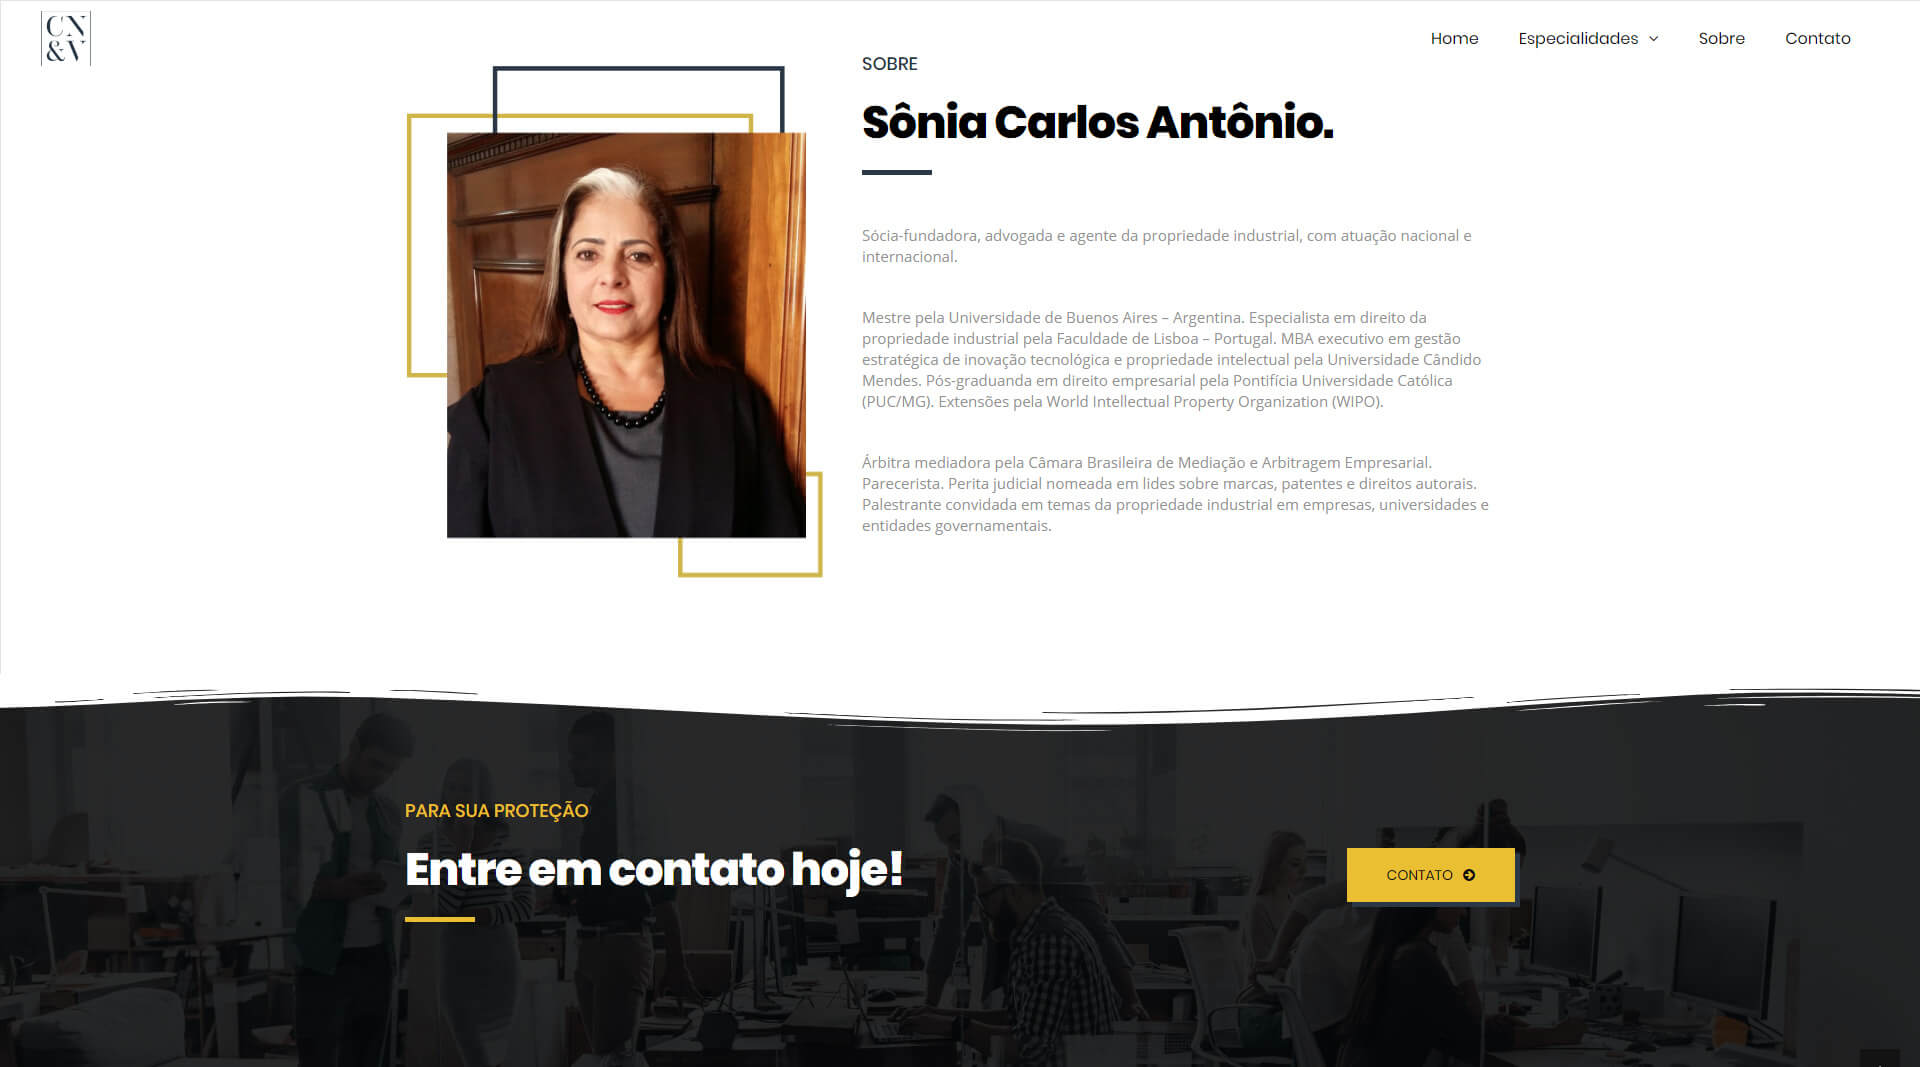 CN
&V
Home
Especialidades
Sobre
Contato
SOBRE
Sônia Carlos Antônio.
Sócia-fundadora, advogada e agente da propriedade industrial, com atuação nacional e
internacional.
Mestre pela Universidade de Buenos Aires – Argentina. Especialista em direito da
propriedade industrial pela Faculdade de Lisboa – Portugal. MBA executivo em gestão
estratégica de inovação tecnológica e propriedade intelectual pela Universidade Cândido
Mendes. Pós-graduanda em direito empresarial pela Pontifícia Universidade Católica
(PUC/MG). Extensões pela World Intellectual Property Organization (WIPO).
Árbitra mediadora pela Câmara Brasileira de Mediação e Arbitragem Empresarial.
Parecerista. Perita judicial nomeada em lides sobre marcas, patentes e direitos autorais.
Palestrante convidada em temas da propriedade industrial em empresas, universidades e
entidades governamentais.
PARA SUA PROTEÇÃO
Entre em contato hoje!
CONTATO